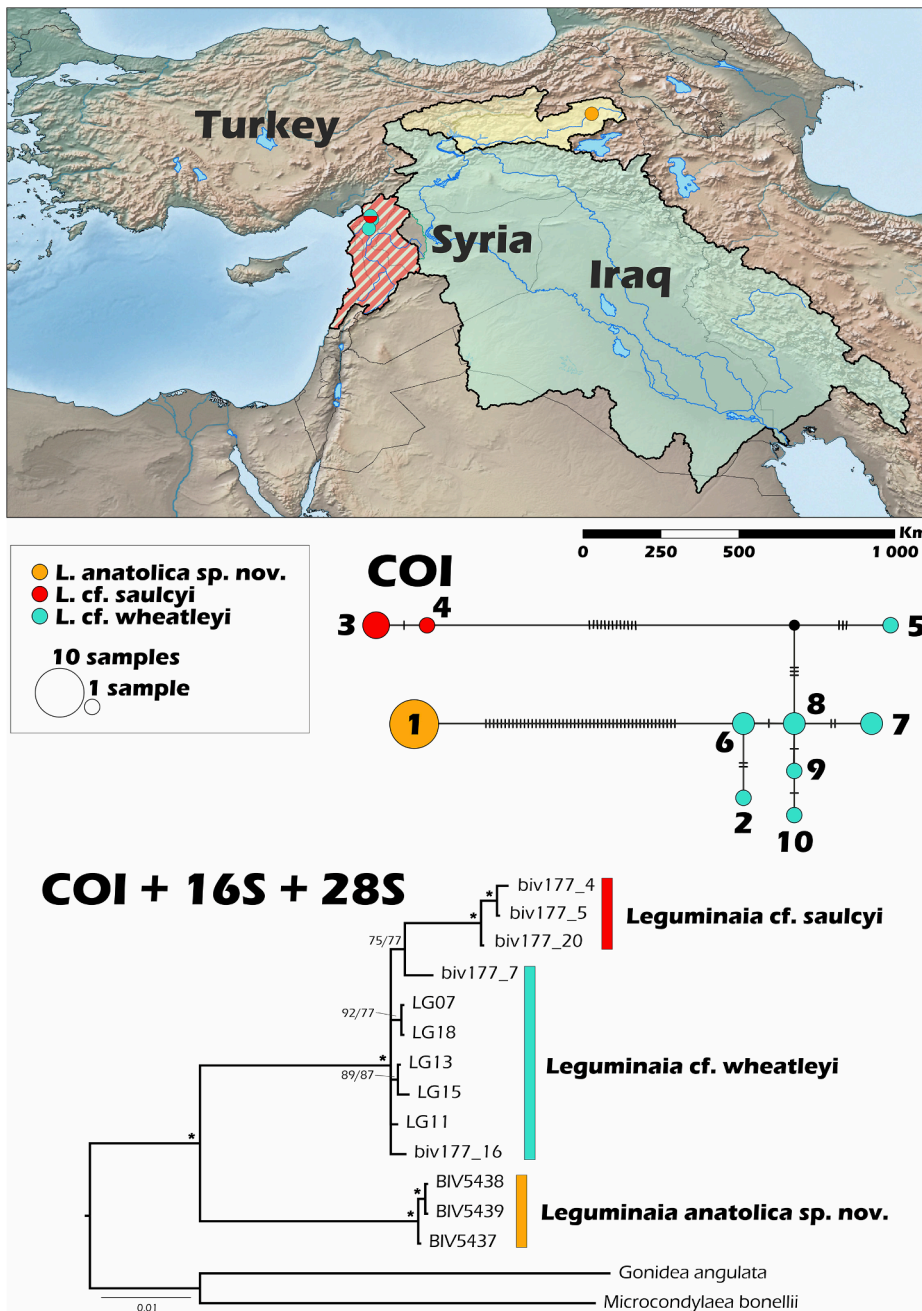 Turkey
Syria
Iraq
Km
0 250 500 1 000
L. anatolica sp. nov.
L. cf. saulcyi
L. cf. wheatleyi
10 samples
1 sample
COI
3
4
5
1
6
8
7
9
2
10
COI + 16S + 28S
biv177_4
biv177_5
biv177_20
Leguminaia cf. saulcyi
75/77
biv177_7
92/77
LG07
LG18
LG13
89/87
LG15
LG11
biv177_16
Leguminaia cf. wheatleyi
*
*
*
*
*
*
*
BIV5438
BIV5439
BIV5437
Leguminaia anatolica sp. nov.
Gonidea angulata
Microcondylaea bonellii
0.01